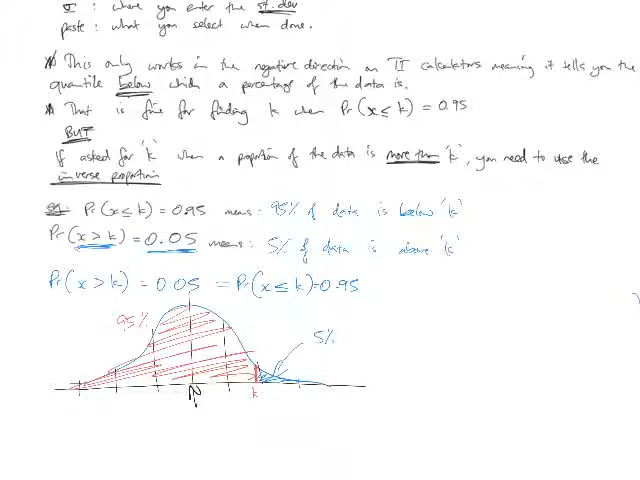 σ : where you enter the st.dev
paste : what you select when done.
* This only works in the negative direction on TI calculators meaning it tells you the
quantile below which a percentage of the data is.
* That is fine for finding k when Pr(x ≤ k) = 0.95
BUT
If asked for 'k' when a proportion of the data is more than 'k', you need to use the
inverse proportion
eg. Pr(x ≤ k) = 0.95 means : 95% of data is below 'k'
Pr(x > k) = 0.05 means : 5% of data is above 'k'
Pr(x > k) = 0.05 = Pr(x ≤ k) = 0.95
95%
5%
k